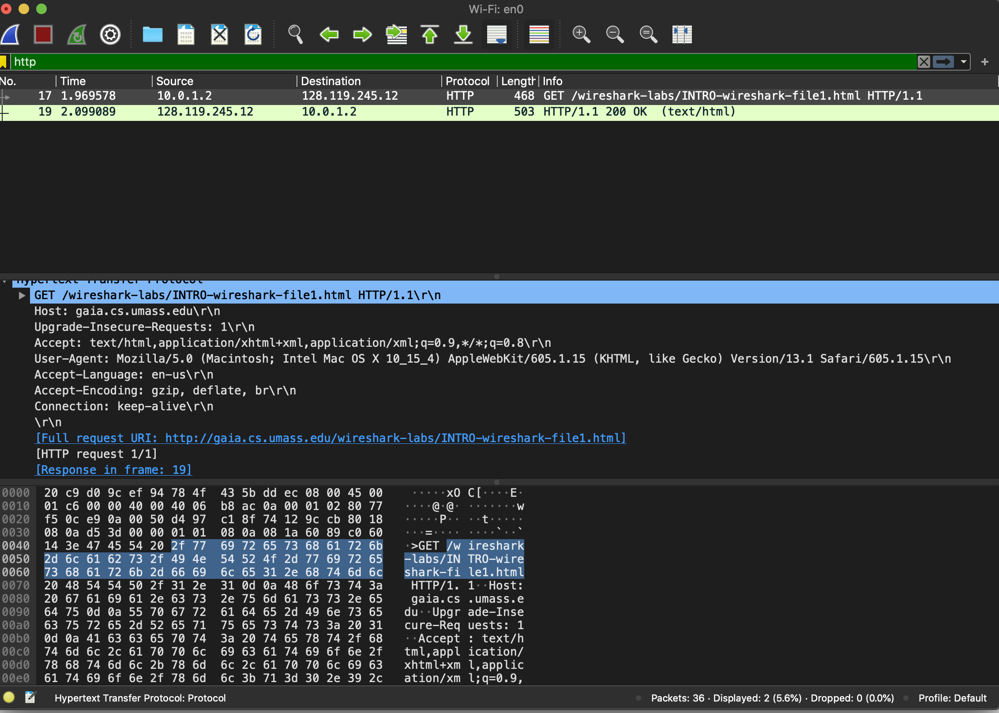 Wi-Fi: en0
http
No. Time Source Destination Protocol Length Info
17 1.969578 10.0.1.2 128.119.245.12 HTTP 468 GET /wireshark-labs/INTRO-wireshark-file1.html HTTP/1.1
19 2.099089 128.119.245.12 10.0.1.2 HTTP 503 HTTP/1.1 200 OK  (text/html)
Hypertext Transfer Protocol
GET /wireshark-labs/INTRO-wireshark-file1.html HTTP/1.1\r\n
Host: gaia.cs.umass.edu\r\n
Upgrade-Insecure-Requests: 1\r\n
Accept: text/html,application/xhtml+xml,application/xml;q=0.9,*/*;q=0.8\r\n
User-Agent: Mozilla/5.0 (Macintosh; Intel Mac OS X 10_15_4) AppleWebKit/605.1.15 (KHTML, like Gecko) Version/13.1 Safari/605.1.15\r\n
Accept-Language: en-us\r\n
Accept-Encoding: gzip, deflate, br\r\n
Connection: keep-alive\r\n
\r\n
[Full request URI: http://gaia.cs.umass.edu/wireshark-labs/INTRO-wireshark-file1.html]
[HTTP request 1/1]
[Response in frame: 19]
0000 20 c9 d0 9c ef 94 78 4f 43 5b dd ec 08 00 45 00 ·····xO C[····E·
0010 01 c6 00 00 40 00 40 06 b8 ac 0a 00 01 02 80 77 ····@·@· ·······w
0020 f5 0c e9 0a 00 50 d4 97 c1 8f 74 12 9c cb 80 18 ·····P·· ··t·····
0030 08 0a d5 3d 00 00 01 01 08 0a 08 1a 60 89 c0 60 ···=···· ····`··`
0040 14 3e 47 45 54 20 2f 77 69 72 65 73 68 61 72 6b ·>GET /w ireshark
0050 2d 6c 61 62 73 2f 49 4e 54 52 4f 2d 77 69 72 65 -labs/IN TRO-wire
0060 73 68 61 72 6b 2d 66 69 6c 65 31 2e 68 74 6d 6c shark-fi le1.html
0070 20 48 54 54 50 2f 31 2e 31 0d 0a 48 6f 73 74 3a HTTP/1. 1··Host:
0080 20 67 61 69 61 2e 63 73 2e 75 6d 61 73 73 2e 65 gaia.cs .umass.e
0090 64 75 0d 0a 55 70 67 72 61 64 65 2d 49 6e 73 65 du··Upgr ade-Inse
00a0 63 75 72 65 2d 52 65 71 75 65 73 74 73 3a 20 31 cure-Req uests: 1
00b0 0d 0a 41 63 63 65 70 74 3a 20 74 65 78 74 2f 68 ··Accept : text/h
00c0 74 6d 6c 2c 61 70 70 6c 69 63 61 74 69 6f 6e 2f tml,appl ication/
00d0 78 68 74 6d 6c 2b 78 6d 6c 2c 61 70 70 6c 69 63 xhtml+xm l,applic
00e0 61 74 69 6f 6e 2f 78 6d 6c 3b 71 3d 30 2e 39 2c ation/xm l;q=0.9,
Hypertext Transfer Protocol: Protocol Packets: 36 · Displayed: 2 (5.6%) · Dropped: 0 (0.0%) Profile: Default